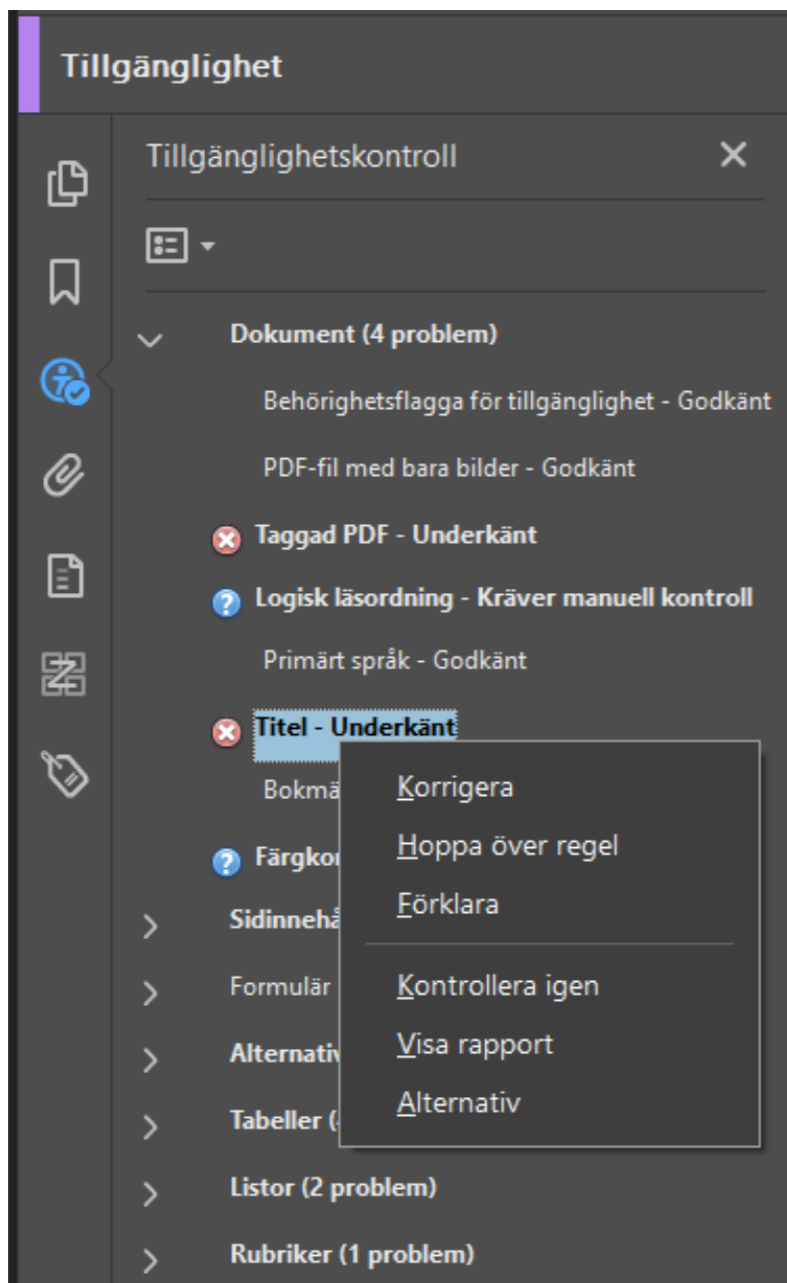 Tillgänglighet
Tillgänglighetskontroll
Dokument (4 problem)
Behörighetsflagga för tillgänglighet - Godkänt
PDF-fil med bara bilder - Godkänt
Taggad PDF - Underkänt
Logisk läsordning - Kräver manuell kontroll
Primärt språk - Godkänt
Titel - Underkänt
Korrigera
Hoppa över regel
Förklara
Kontrollera igen
Visa rapport
Alternativ
Formulär
Tabeller
Listor (2 problem)
Rubriker (1 problem)